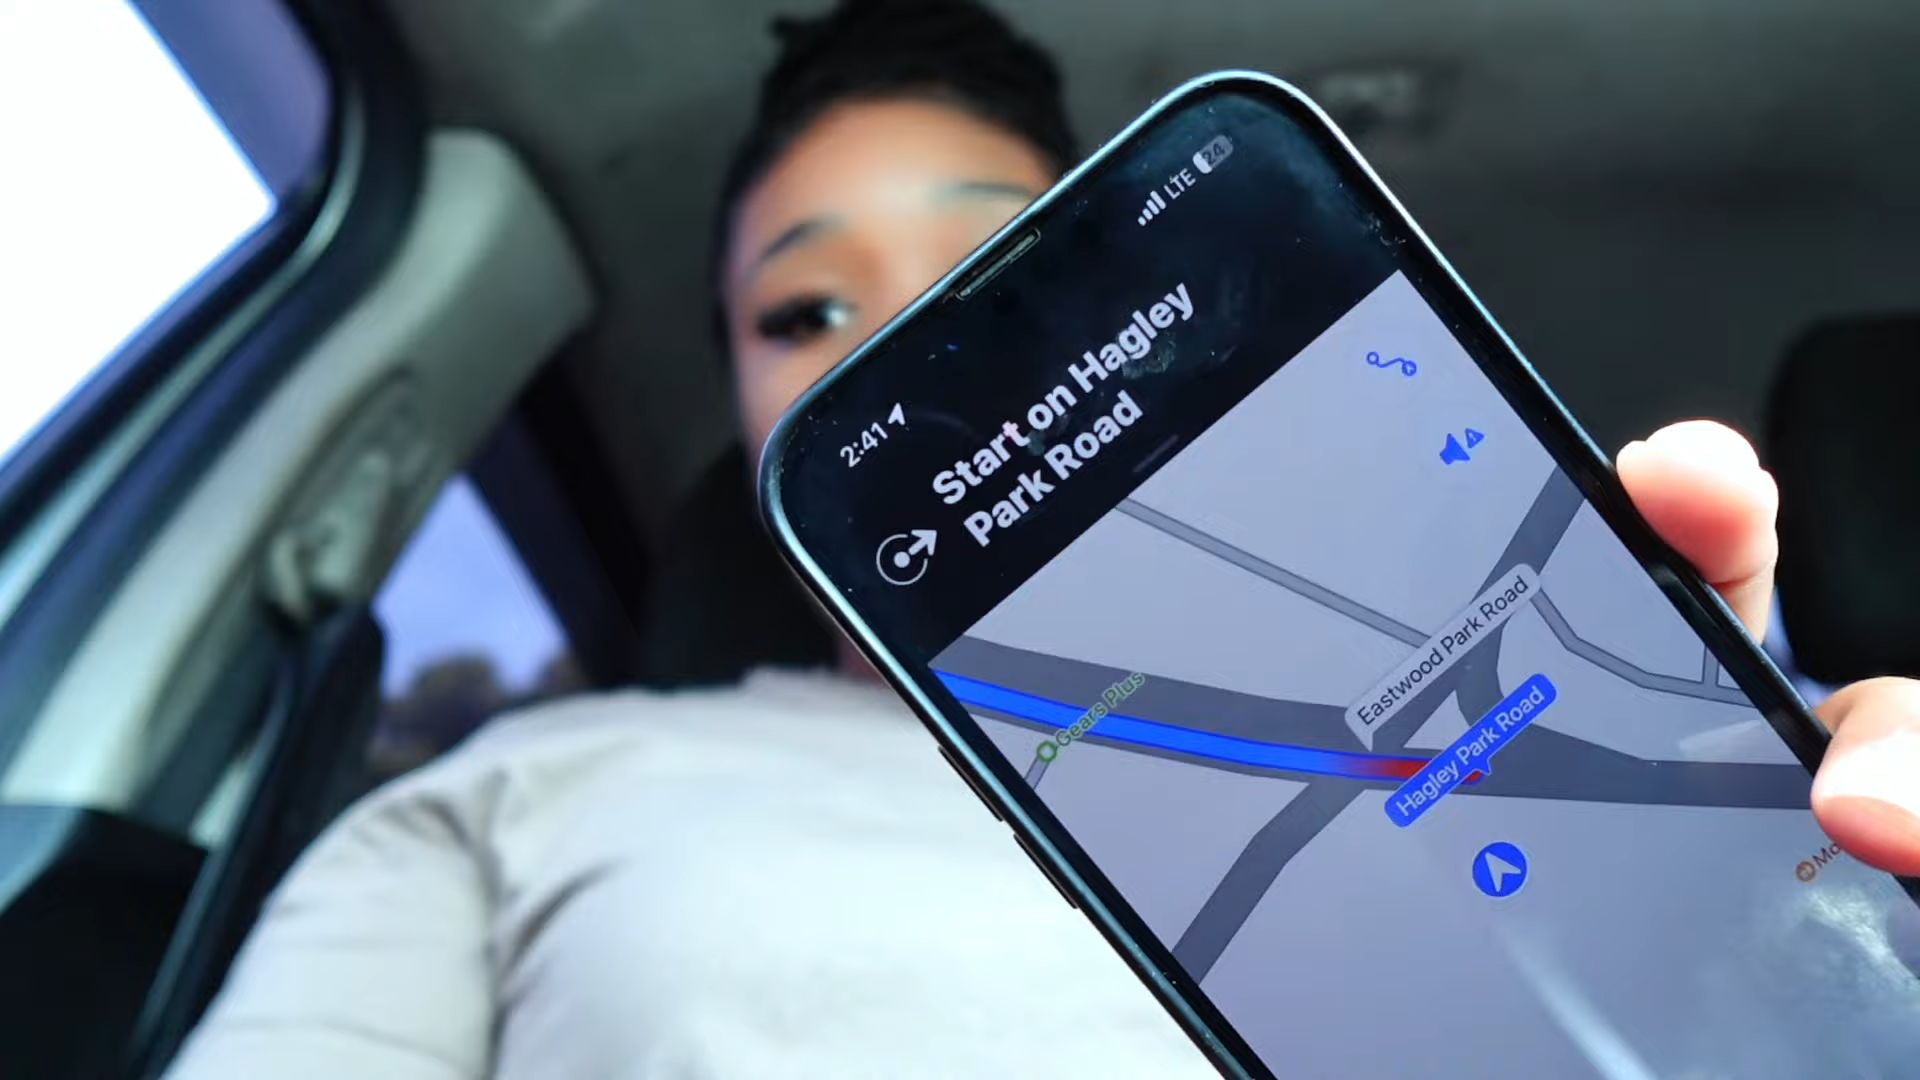 2:41
LTE
24
Start on Hagley
Park Road
Eastwood Park Road
Gears Plus
Hagley Park Road